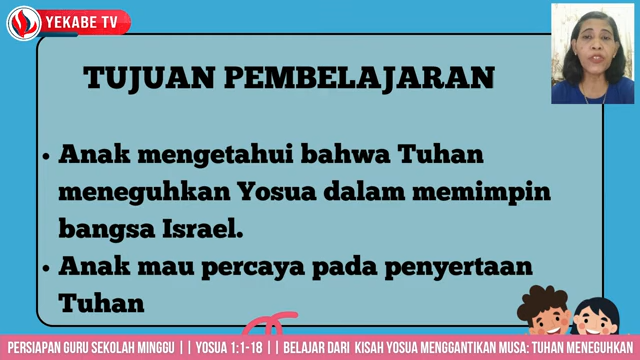 YEKABE TV
TUJUAN PEMBELAJARAN
• Anak mengetahui bahwa Tuhan
meneguhkan Yosua dalam memimpin
bangsa Israel.
• Anak mau percaya pada penyertaan
Tuhan
PERSIAPAN GURU SEKOLAH MINGGU || YOSUA 1:1-18 || BELAJAR DARI KISAH YOSUA MENGGANTIKAN MUSA: TUHAN MENEGUHKAN